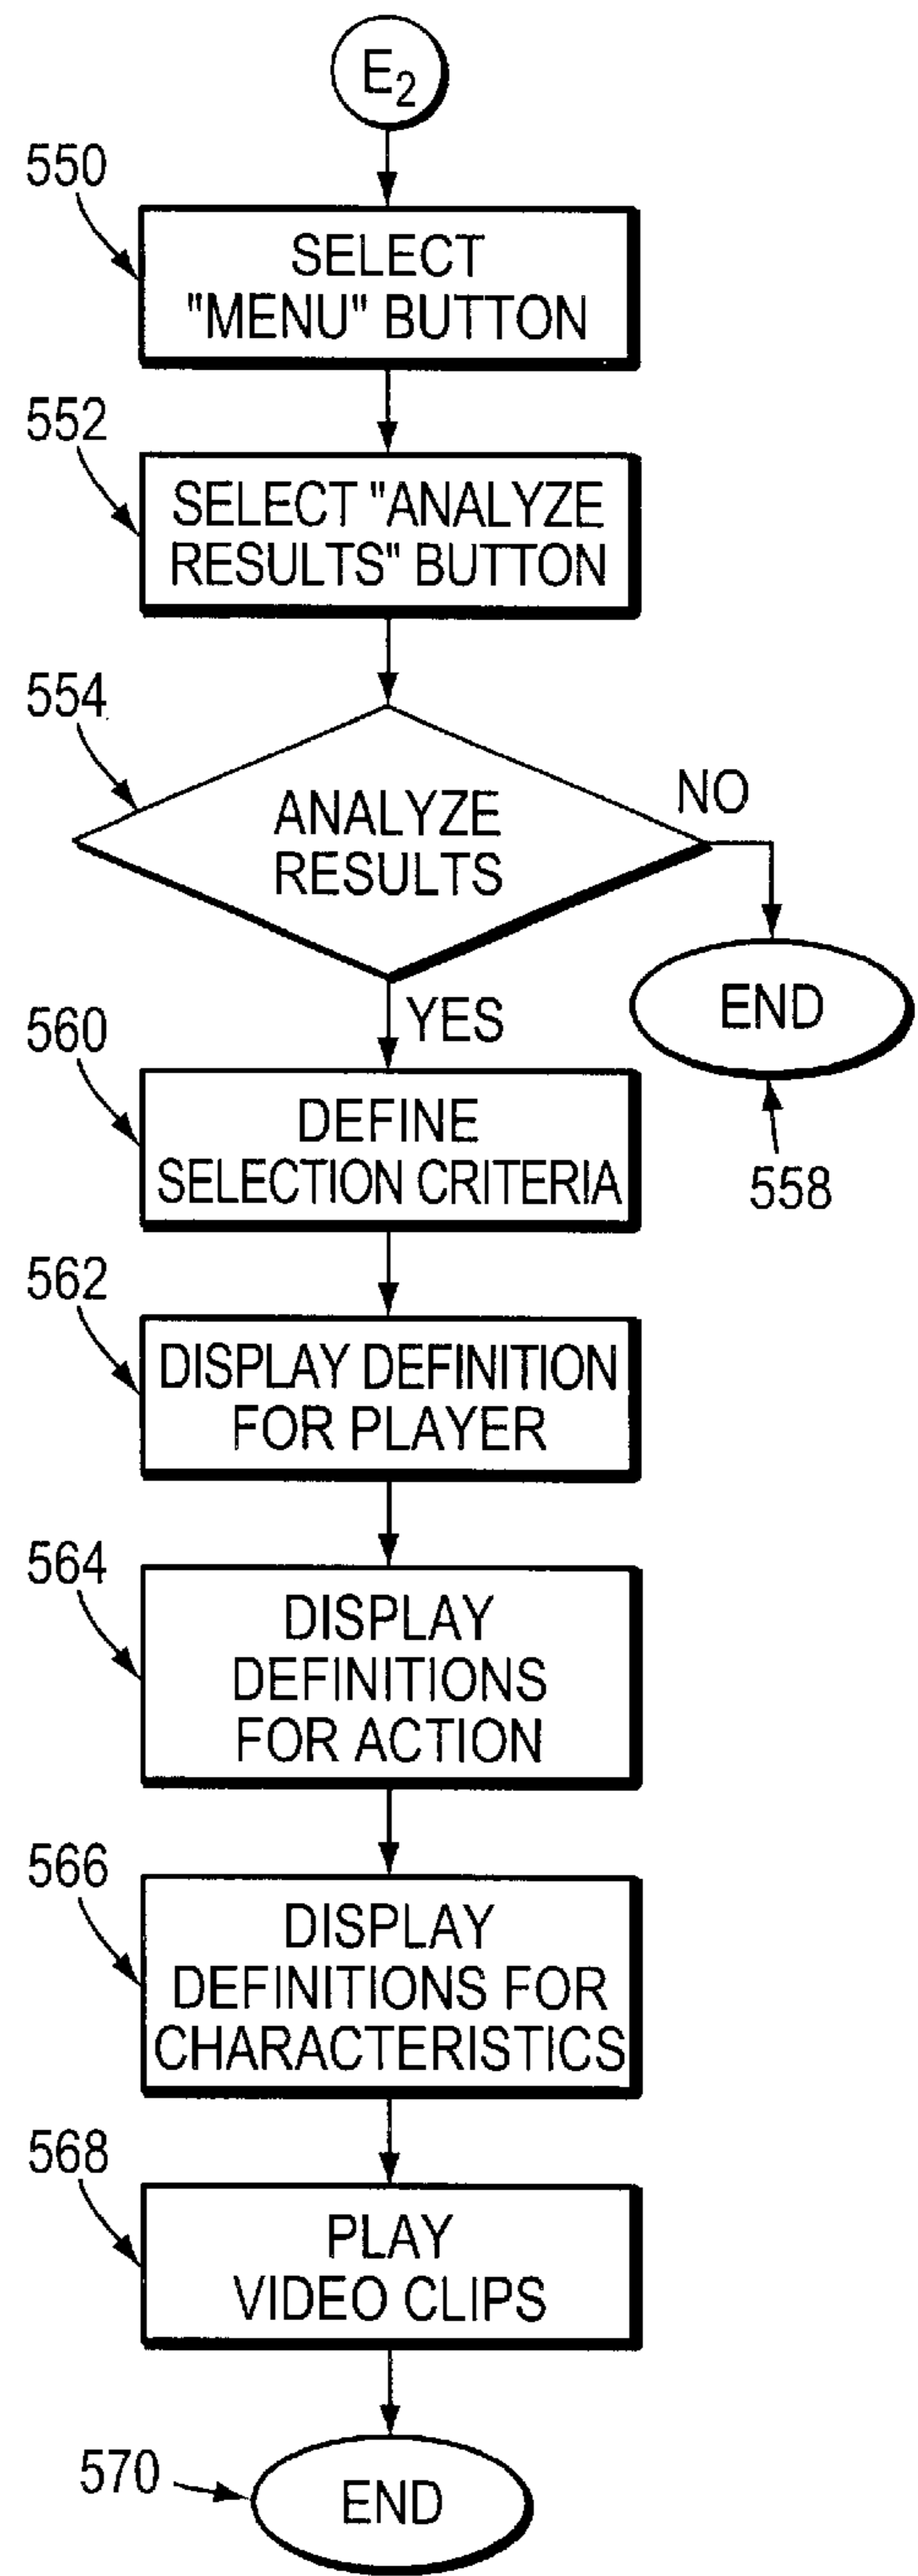 E2
550
SELECT
"MENU" BUTTON
552
SELECT "ANALYZE
RESULTS" BUTTON
554
ANALYZE
RESULTS
NO
END
558
YES
560
DEFINE
SELECTION CRITERIA
562
DISPLAY DEFINITION
FOR PLAYER
564
DISPLAY
DEFINITIONS
FOR ACTION
566
DISPLAY
DEFINITIONS FOR
CHARACTERISTICS
568
PLAY
VIDEO CLIPS
570
END